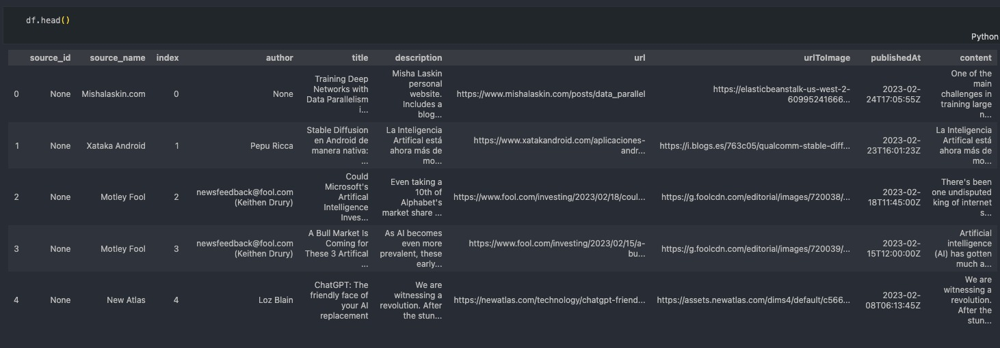 df.head()
Python
source_id source_name index author title description url urlToImage publishedAt content
0 None Mishalaskin.com 0 None Training Deep Networks with Data Parallelism i... Misha Laskin personal website. Includes a blog... https://www.mishalaskin.com/posts/data_parallel https://elasticbeanstalk-us-west-2-60995241666... 2023-02-24T17:05:55Z One of the main challenges in training large n...
1 None Xataka Android 1 Pepu Ricca Stable Diffusion en Android de manera nativa: ... La Inteligencia Artifical está ahora más de mo... https://www.xatakandroid.com/aplicaciones-andr... https://i.blogs.es/763c05/qualcomm-stable-diff... 2023-02-23T16:01:23Z La Inteligencia Artifical está ahora más de mo...
2 None Motley Fool 2 newsfeedback@fool.com (Keithen Drury) Could Microsoft's Artifical Intelligence Inves... Even taking a 10th of Alphabet's market share ... https://www.fool.com/investing/2023/02/18/coul... https://g.foolcdn.com/editorial/images/720038/... 2023-02-18T11:45:00Z There's been one undisputed king of internet s...
3 None Motley Fool 3 newsfeedback@fool.com (Keithen Drury) A Bull Market Is Coming for These 3 Artifical ... As AI becomes even more prevalent, these early... https://www.fool.com/investing/2023/02/15/a-bu... https://g.foolcdn.com/editorial/images/720039/... 2023-02-15T12:00:00Z Artificial intelligence (AI) has gotten much a...
4 None New Atlas 4 Loz Blain ChatGPT: The friendly face of your AI replacement We are witnessing a revolution. After the stun... https://newatlas.com/technology/chatgpt-friend... https://assets.newatlas.com/dims4/default/c566... 2023-02-08T06:13:45Z We are witnessing a revolution. After the stun...